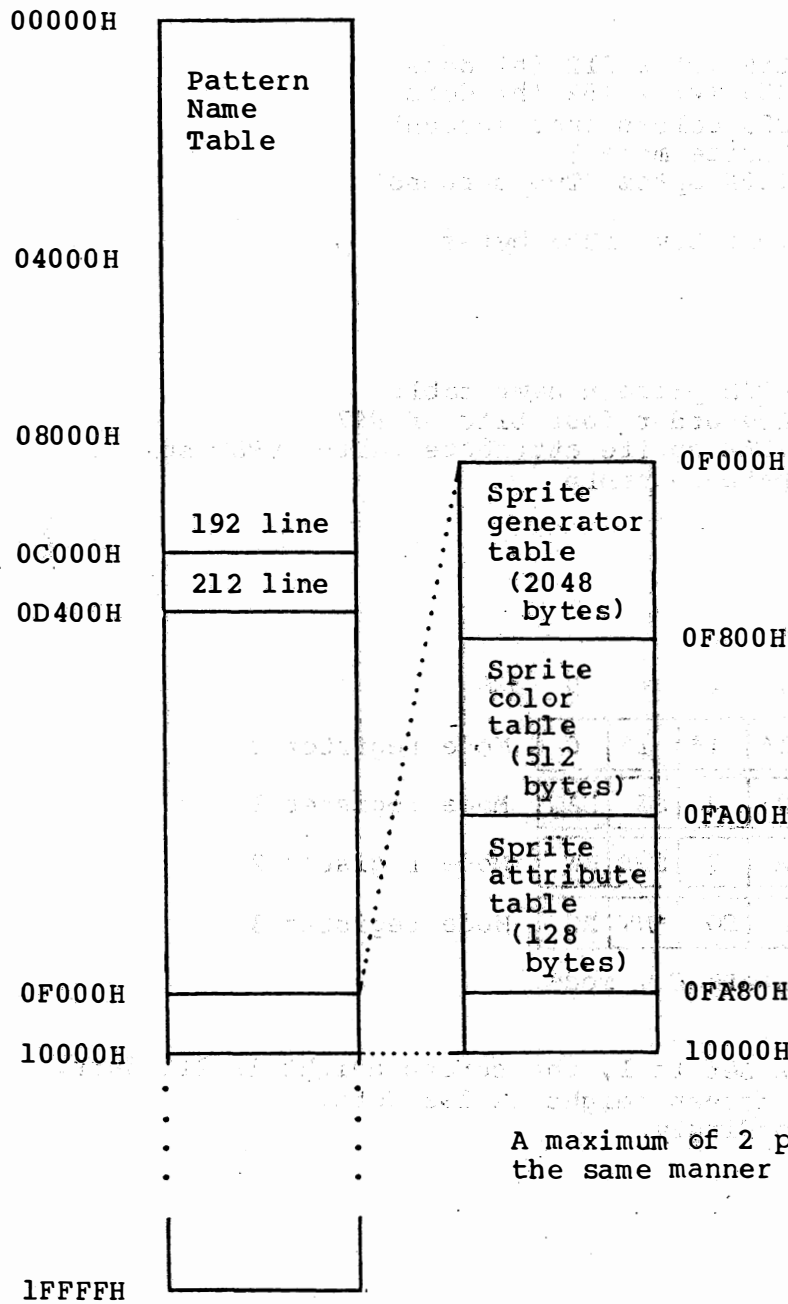 00000H
Pattern
Name
Table
04000H
08000H
192 line
0C000H
212 line
0D400H
0F000H
10000H
1FFFFH
0F000H
Sprite
generator
table
(2048
bytes)
0F800H
Sprite
color
table
(512
bytes)
0FA00H
Sprite
attribute
table
(128
bytes)
0FA80H
10000H
A maximum of 2 p
the same manner